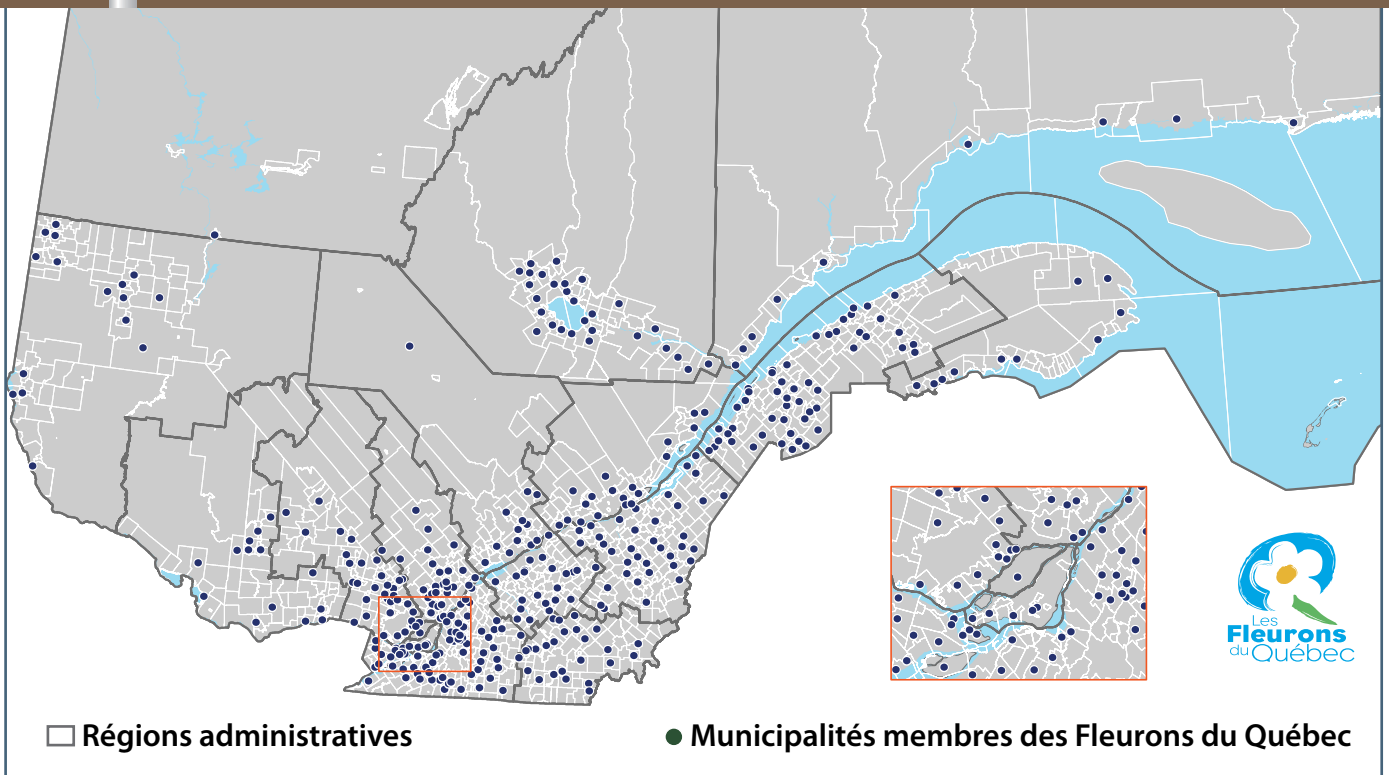 Les
Fleurons
du Québec
Régions administratives
Municipalités membres des Fleurons du Québec